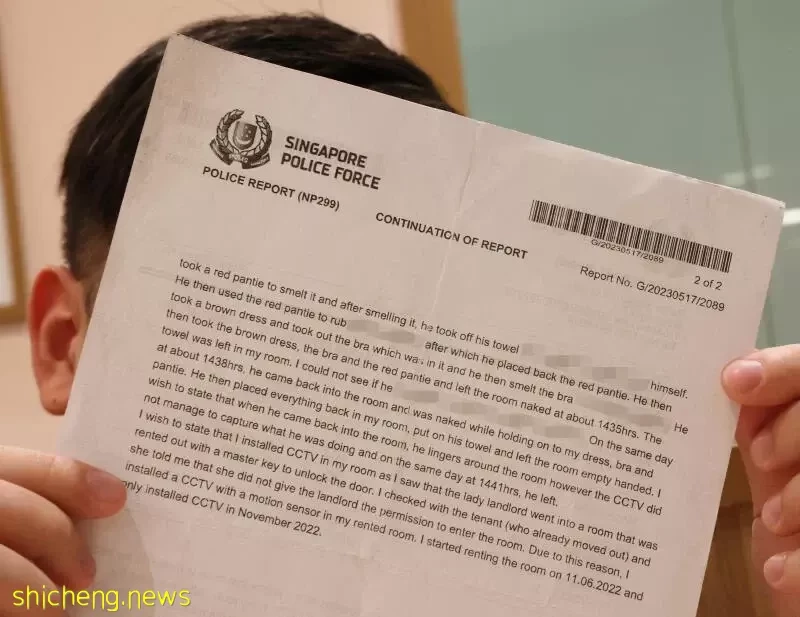 SINGAPORE
POLICE FORCE
POLICE REPORT (NP299)
CONTINUATION OF REPORT
G/20230517/2089
2 of 2
Report No. G/20230517/2089
took a red pantie to smelt it and after smelling it, he took off his towel himself.
He then used the red pantie to rub after which he placed back the red pantie. He then
took a brown dress and took out the bra which was in it and he then smelt the bra He
then took the brown dress, the bra and the red pantie and left the room naked at about 1435hrs. The
towel was left in my room. I could not see if he On the same day
at about 1438hrs, he came back into the room and was naked while holding on to my dress, bra and
pantie. He then placed everything back in my room, put on his towel and left the room empty handed. I
wish to state that when he came back into the room, he lingers around the room however the CCTV did
not manage to capture what he was doing and on the same day at 1441hrs, he left.
I wish to state that I installed CCTV in my room as I saw that the lady landlord went into a room that was
rented out with a master key to unlock the door. I checked with the tenant (who already moved out) and
she told me that she did not give the landlord the permission to enter the room. Due to this reason, I
installed a CCTV with a motion sensor in my rented room. I started renting the room on 11.06.2022 and
only installed CCTV in November 2022.
shicheng.news